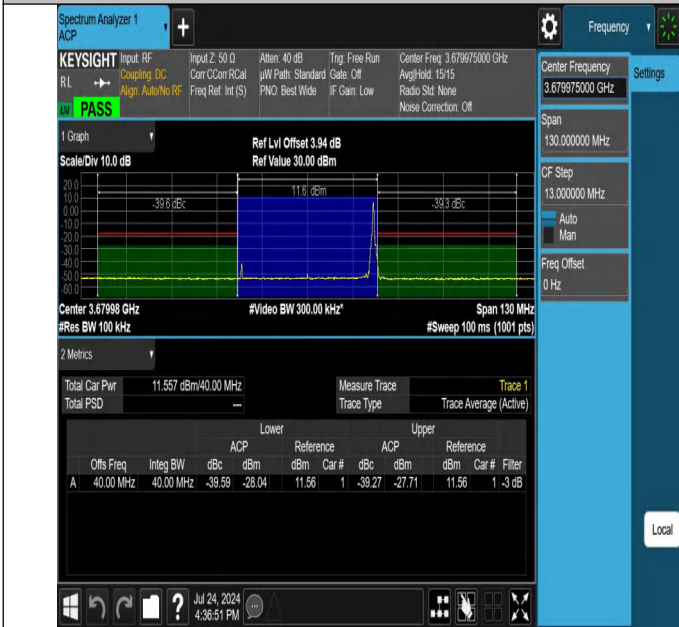 Spectrum Analyzer 1
ACP
+
Frequency
KEYSIGHT Input: RF
RL
Coupling: DC
Align: Auto/No RF
Input Z: 50 Ω
Corr CCorr RCal
Freq Ref: Int (S)
Atten: 40 dB
µW Path: Standard
PNO: Best Wide
Trig: Free Run
Gate: Off
IF Gain: Low
Center Freq: 3.679975000 GHz
Avg|Hold: 15/15
Radio Std: None
Noise Correction: Off
PASS
Center Frequency
3.679975000 GHz
Settings
Span
130.000000 MHz
CF Step
13.000000 MHz
Auto
Man
Freq Offset
0 Hz
1 Graph
Scale/Div 10.0 dB
Ref Lvl Offset 3.94 dB
Ref Value 30.00 dBm
20.0
10.0
0.00
-10.0
-20.0
-30.0
-40.0
-50.0
-60.0
-39.6 dBc
11.6 dBm
-39.3 dBc
Center 3.67998 GHz
#Video BW 300.00 kHz*
Span 130 MHz
#Res BW 100 kHz
#Sweep 100 ms (1001 pts)
2 Metrics
Total Car Pwr 11.557 dBm/40.00 MHz
Measure Trace Trace 1
Total PSD ---
Trace Type Trace Average (Active)
Lower Upper
ACP Reference ACP Reference
Offs Freq Integ BW dBc dBm dBm Car # dBc dBm dBm Car # Filter
A 40.00 MHz 40.00 MHz -39.59 -28.04 11.56 1 -39.27 -27.71 11.56 1 -3 dB
Local
?
Jul 24, 2024
4:36:51 PM